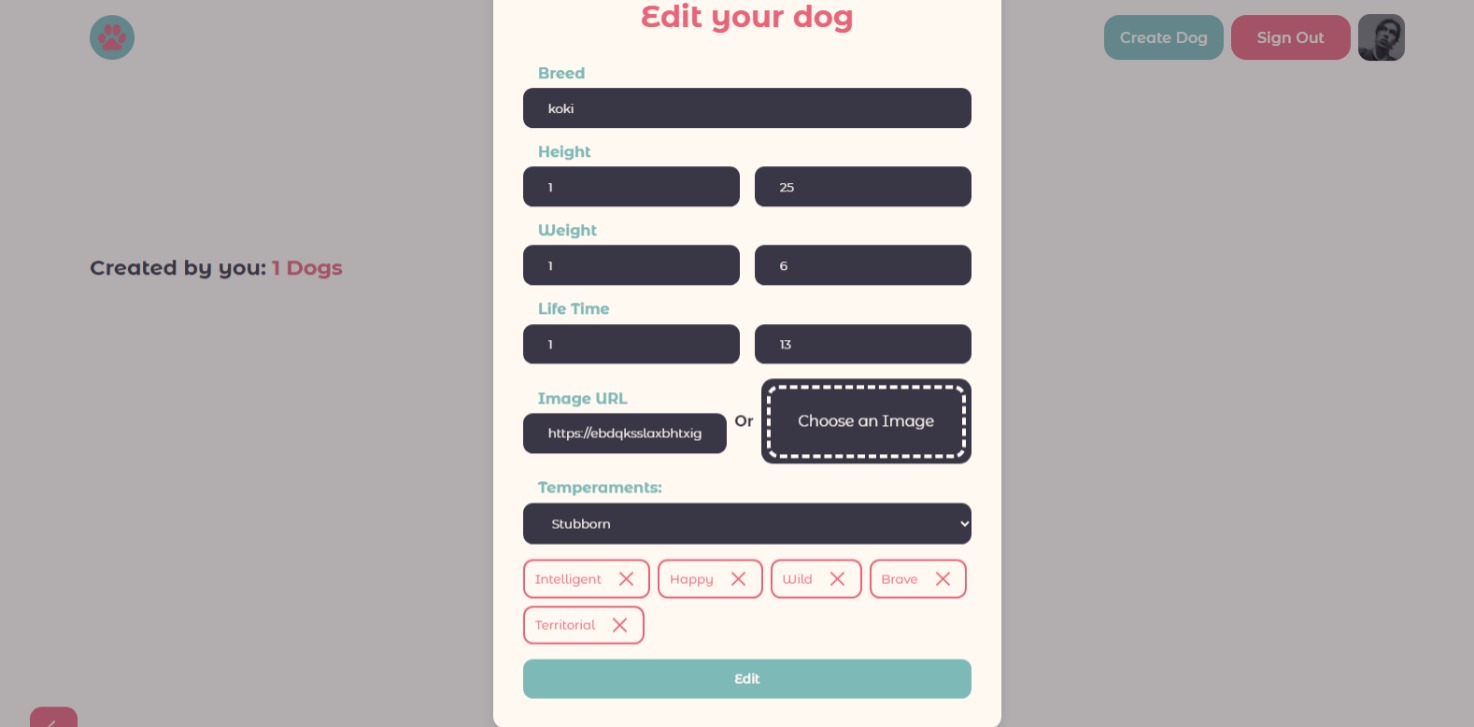 Edit your dog
Create Dog Sign Out
Breed
koki
Height
1 25
Weight
1 6
Created by you: 1 Dogs
Life Time
1 13
Image URL
https://ebdqksslaxbhtxig
Or
Choose an Image
Temperaments:
Stubborn
Intelligent Happy Wild Brave
Territorial
Edit